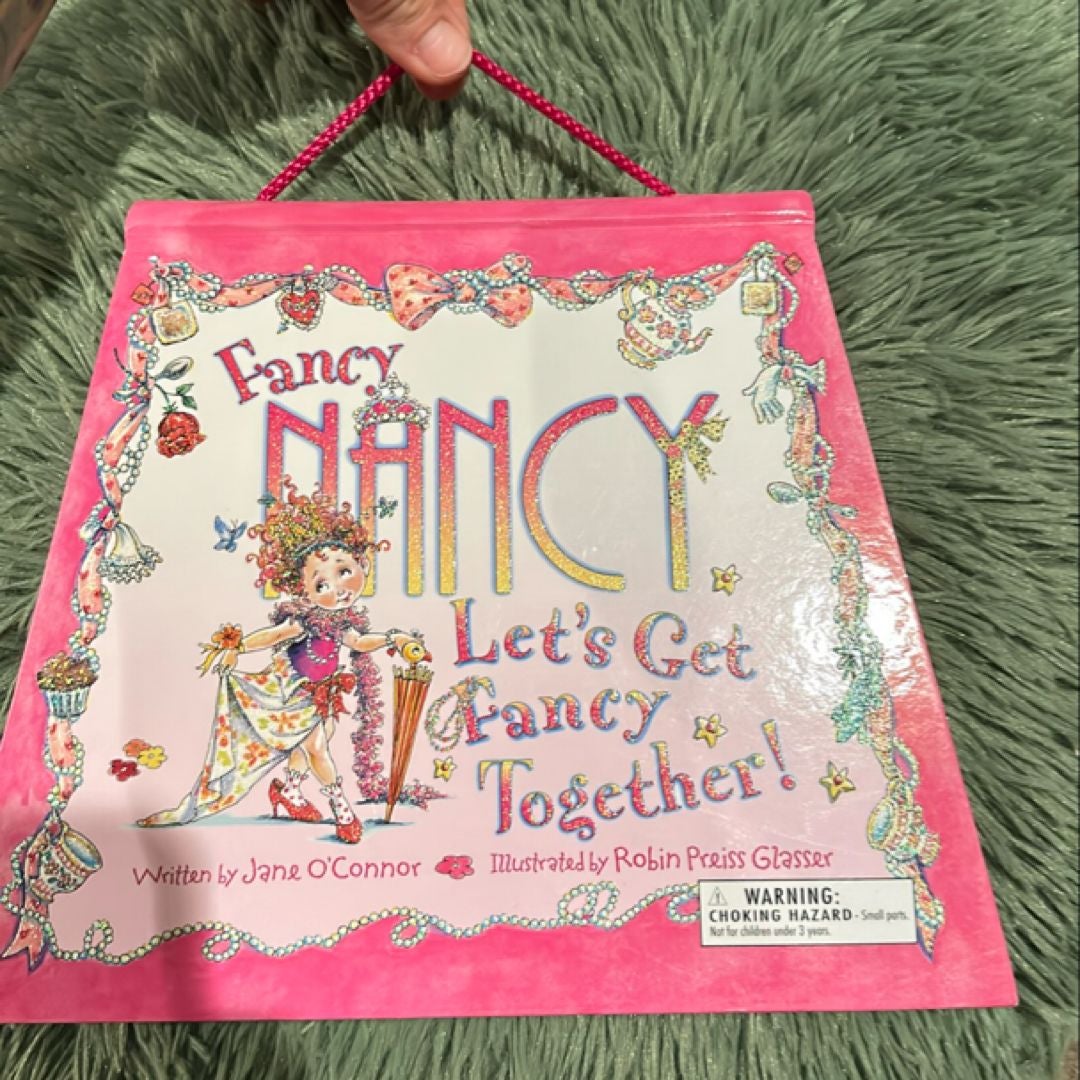 Fancy
NANCY
Let's Get
Fancy
Together!
Written by Jane O'Connor Illustrated by Robin Preiss Glasser
WARNING:
CHOKING HAZARD - Small parts.
Not for children under 3 years.